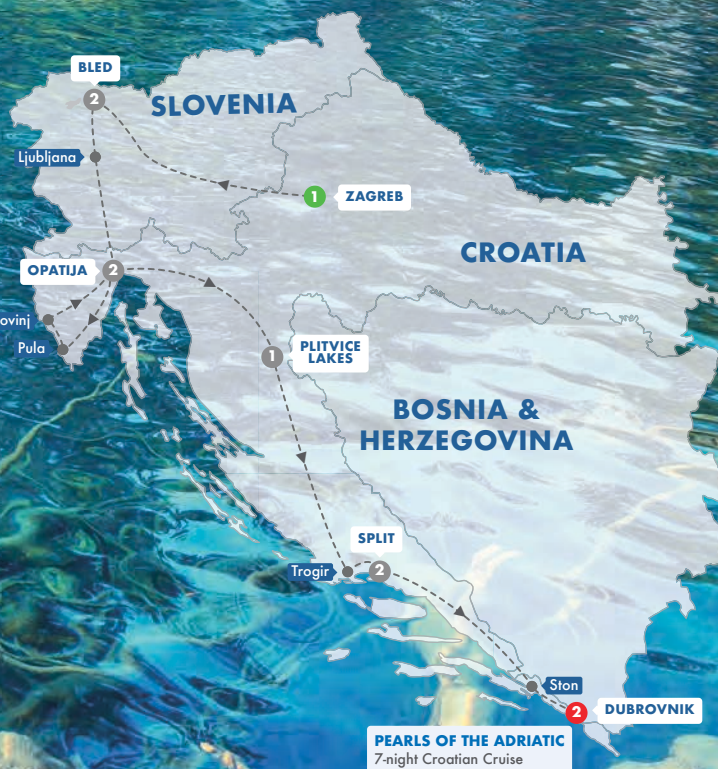 BLED
2
SLOVENIA
Ljubljana
1
ZAGREB
CROATIA
OPATIJA
2
ovinj
Pula
1
PLITVICE
LAKES
BOSNIA &
HERZEGOVINA
SPLIT
Trogir
2
Ston
2
DUBROVNIK
PEARLS OF THE ADRIATIC
7-night Croatian Cruise